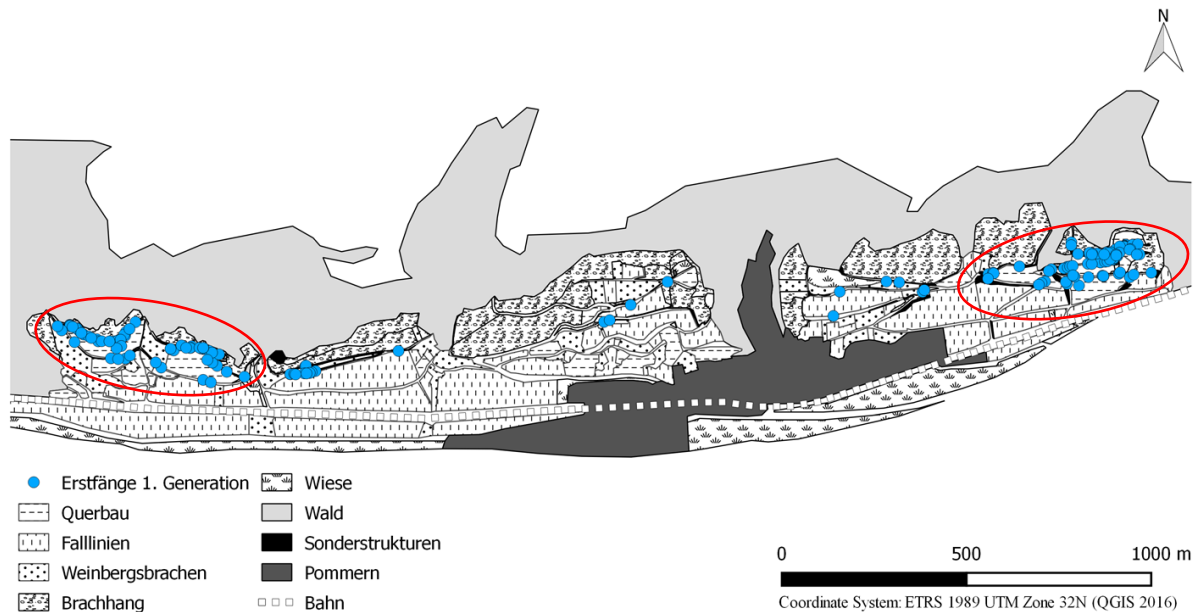 N
Erstfänge 1. Generation
Querbau
Falllinien
Weinbergsbrachen
Brachhang
Wiese
Wald
Sonderstrukturen
Pommern
Bahn
0 500 1000 m
Coordinate System: ETRS 1989 UTM Zone 32N (QGIS 2016)